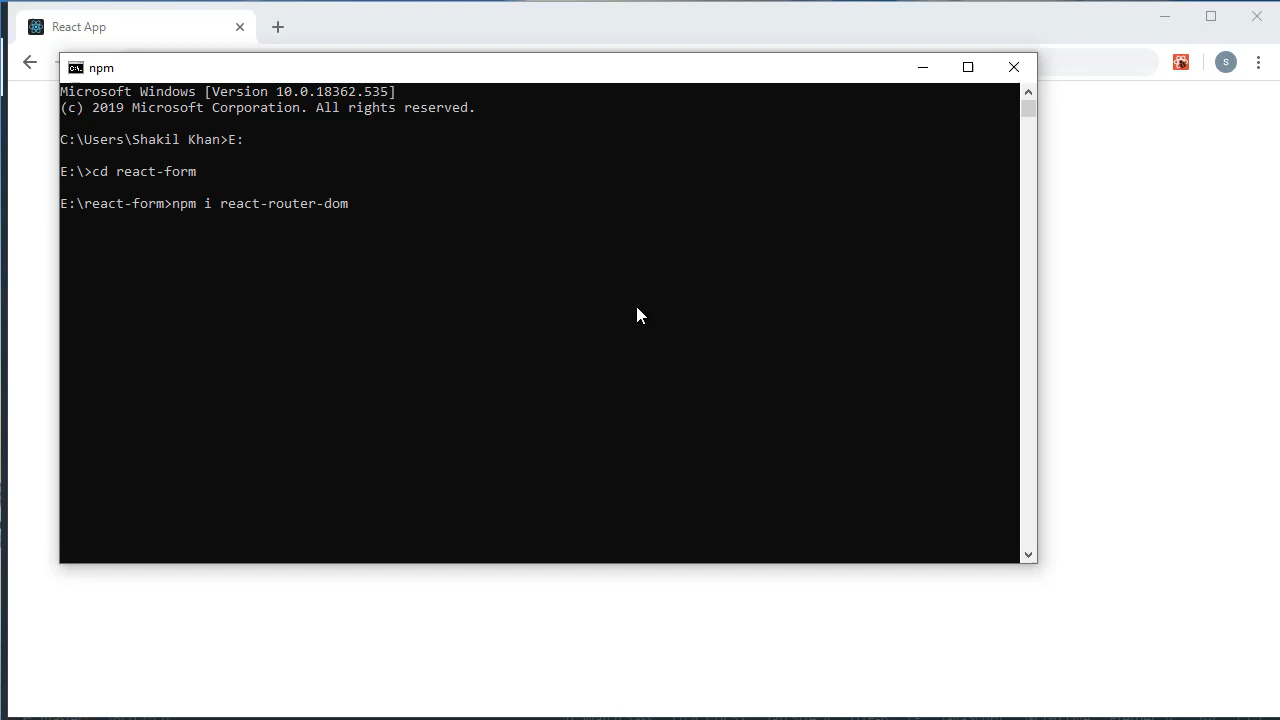 React App
S
npm
Microsoft Windows [Version 10.0.18362.535]
(c) 2019 Microsoft Corporation. All rights reserved.
C:\Users\Shakil Khan>E:
E:\>cd react-form
E:\react-form>npm i react-router-dom